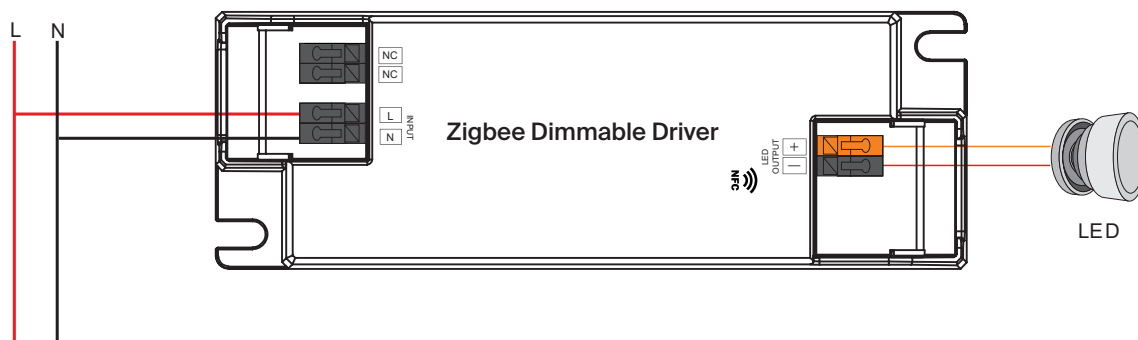 L N
NC
NC
L
N
INPUT
Zigbee Dimmable Driver
NFC
LED
OUTPUT
+
—
LED